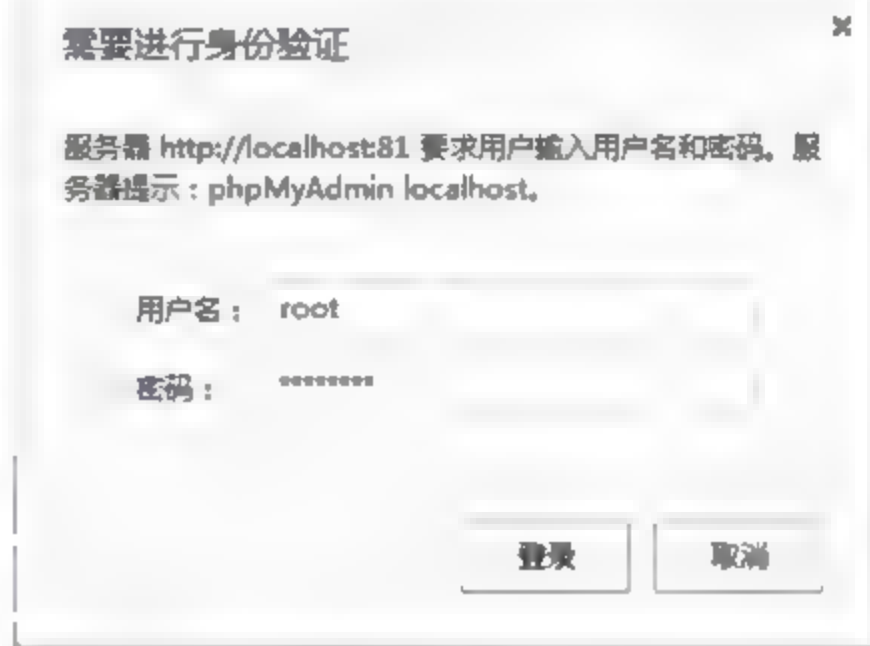 需要进行身份验证
服务器 http://localhost:81 要求用户输入用户名和密码。服
务器提示：phpMyAdmin localhost。
用户名： root
密码： ********
登录 取消